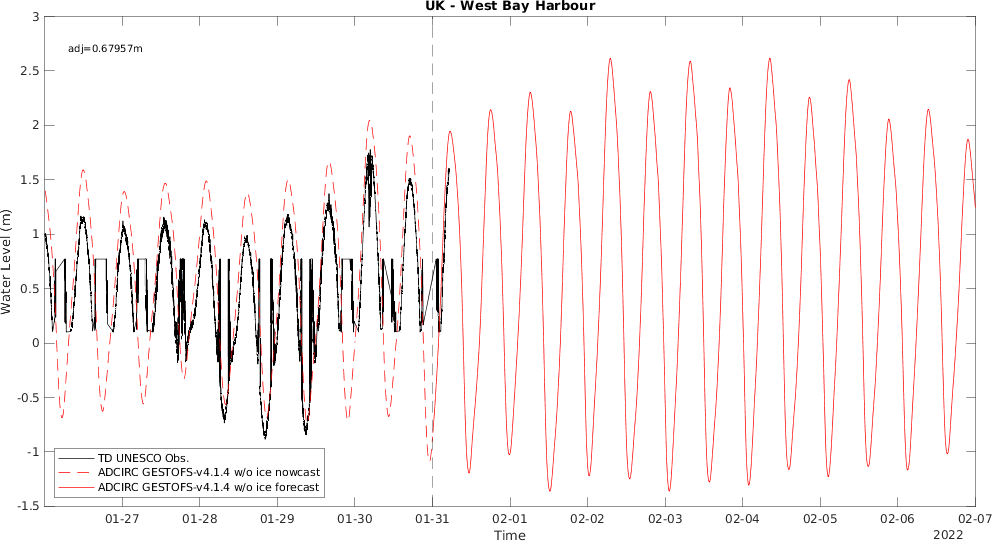 UK - West Bay Harbour
adj=0.67957m
3
2.5
2
1.5
1
0.5
0
-0.5
-1
-1.5
Water Level (m)
TD UNESCO Obs.
ADCIRC GESTOFS-v4.1.4 w/o ice nowcast
ADCIRC GESTOFS-v4.1.4 w/o ice forecast
01-27 01-28 01-29 01-30 01-31 02-01 02-02 02-03 02-04 02-05 02-06 02-07
Time
2022